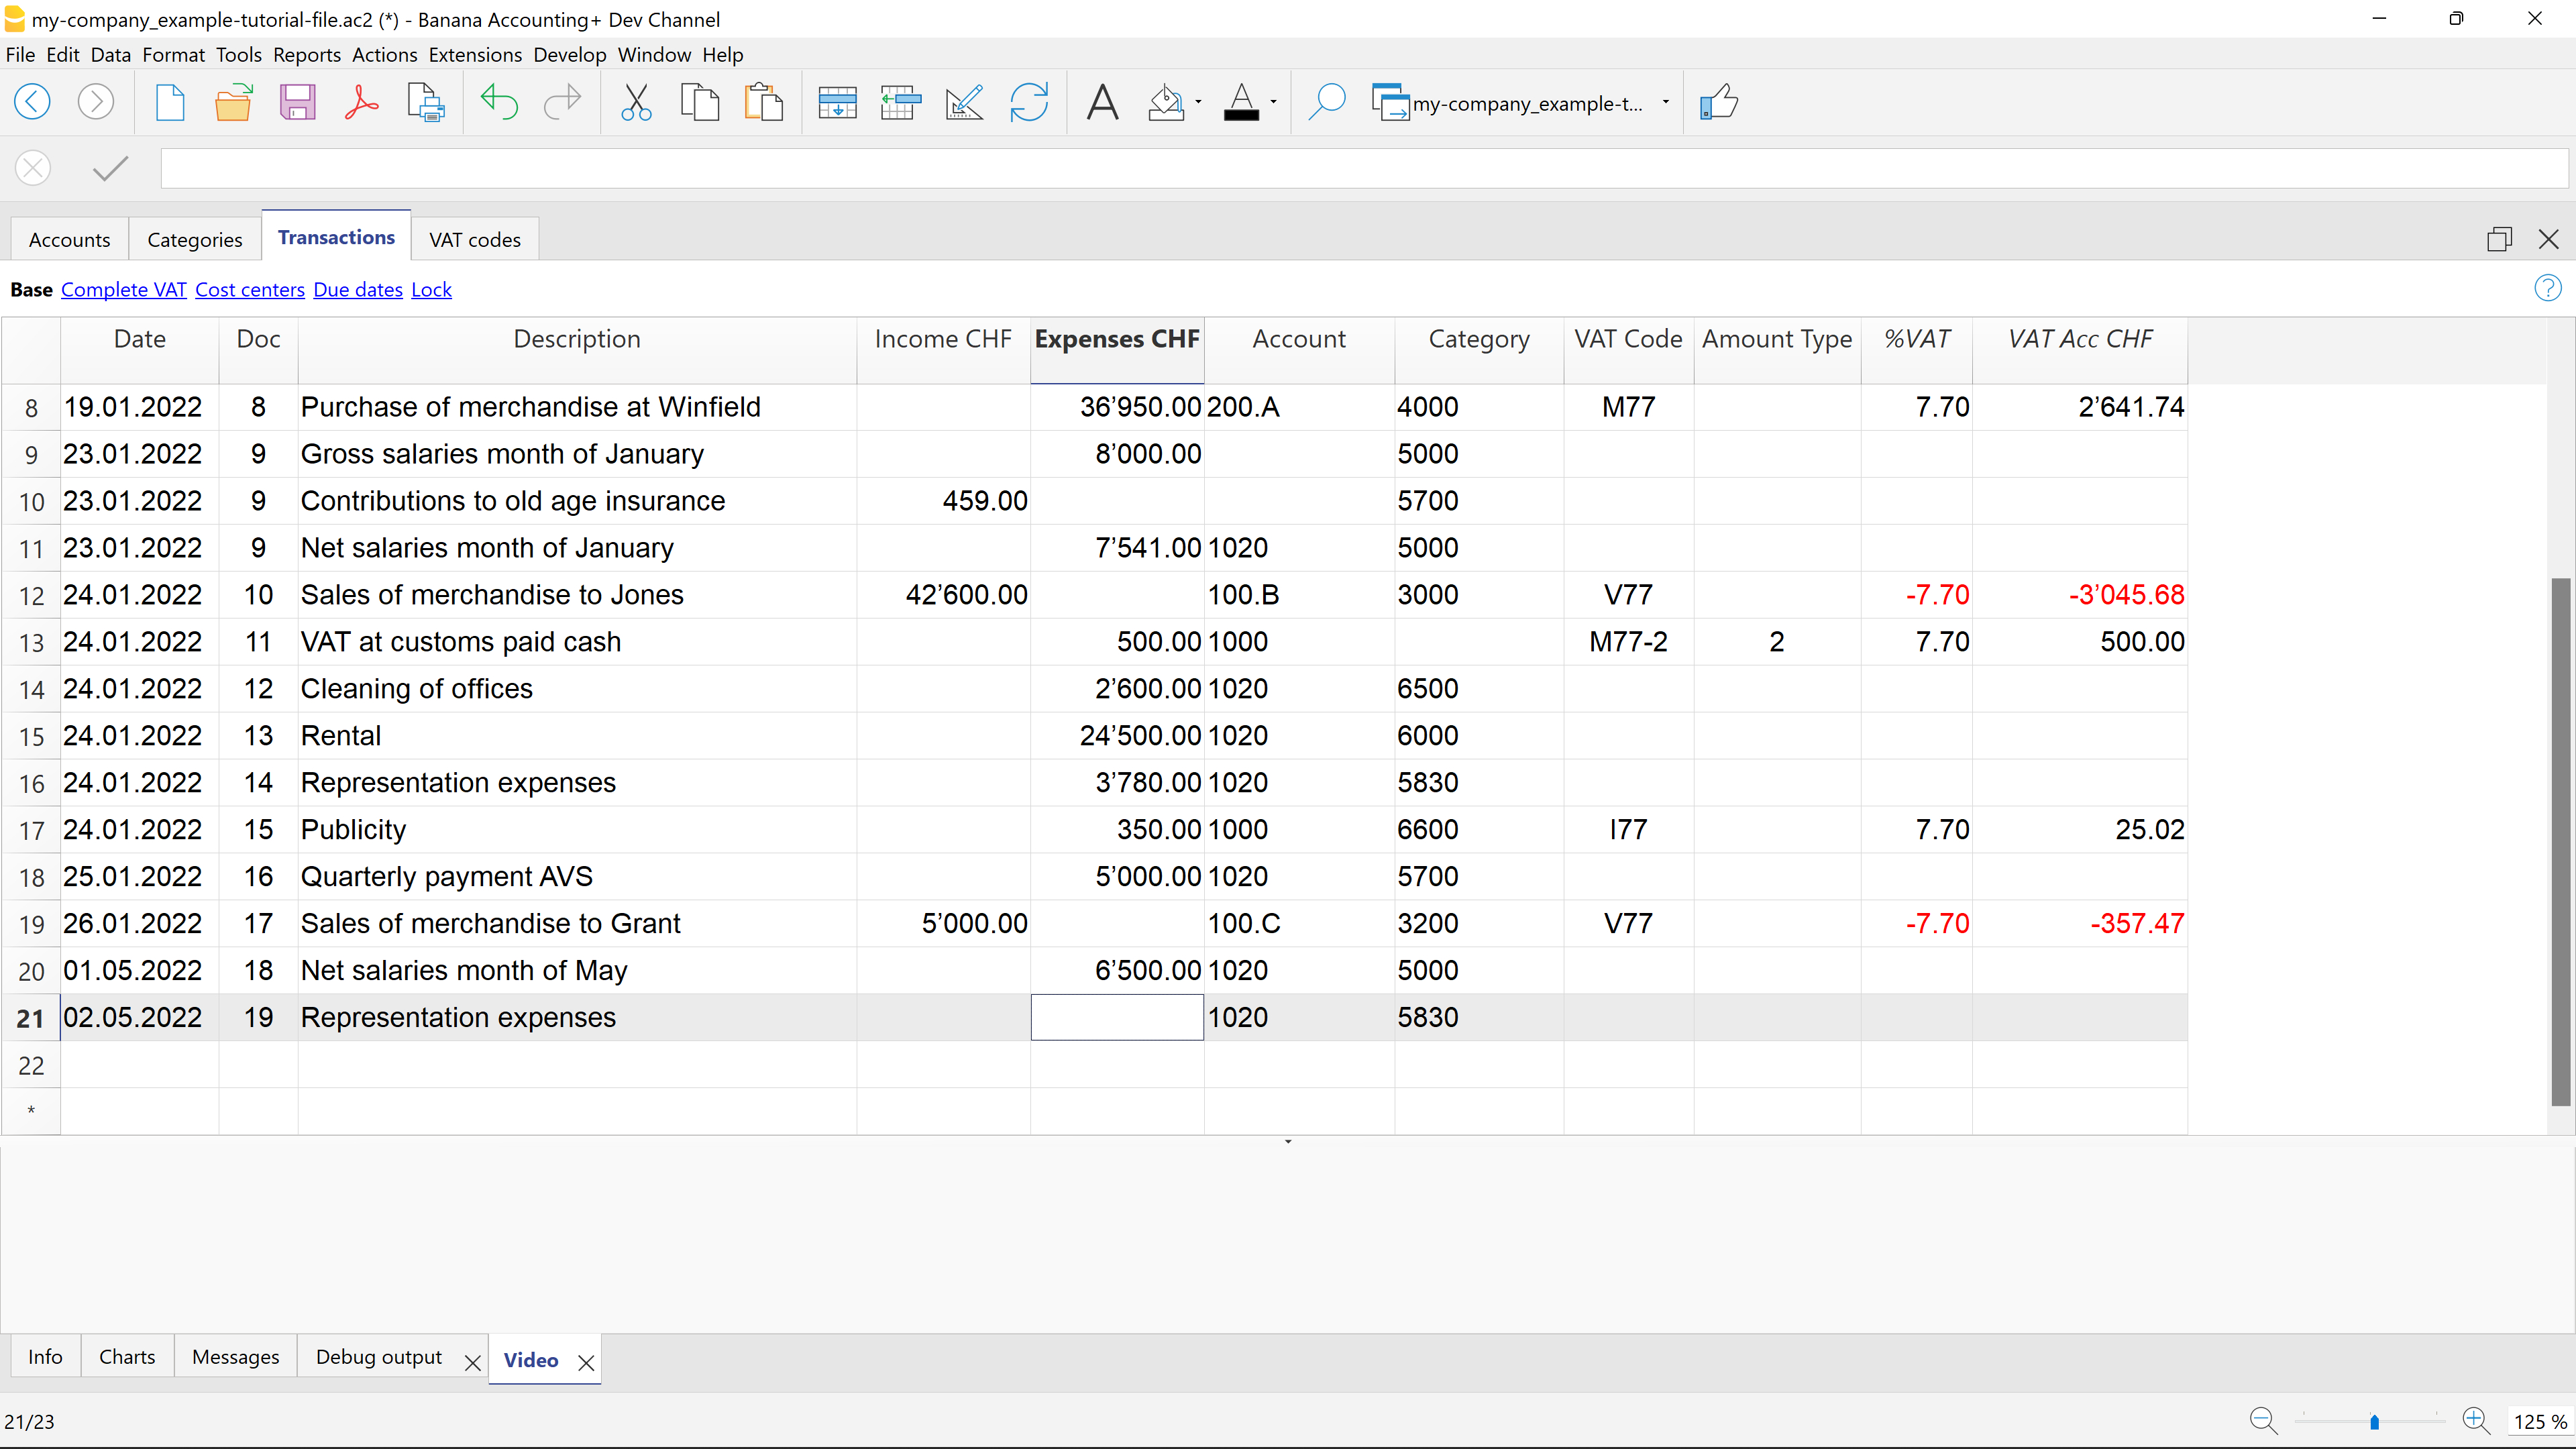 my-company_example-tutorial-file.ac2 (*) - Banana Accounting+ Dev Channel
File Edit Data Format Tools Reports Actions Extensions Develop Window Help
my-company_example-t...
Accounts Categories Transactions VAT codes
Base Complete VAT Cost centers Due dates Lock
Date Doc Description Income CHF Expenses CHF Account Category VAT Code Amount Type %VAT VAT Acc CHF
8 19.01.2022 8 Purchase of merchandise at Winfield 36’950.00 200.A 4000 M77 7.70 2’641.74
9 23.01.2022 9 Gross salaries month of January 8’000.00 5000
10 23.01.2022 9 Contributions to old age insurance 459.00 5700
11 23.01.2022 9 Net salaries month of January 7’541.00 1020 5000
12 24.01.2022 10 Sales of merchandise to Jones 42’600.00 100.B 3000 V77 -7.70 -3’045.68
13 24.01.2022 11 VAT at customs paid cash 500.00 1000 M77-2 2 7.70 500.00
14 24.01.2022 12 Cleaning of offices 2’600.00 1020 6500
15 24.01.2022 13 Rental 24’500.00 1020 6000
16 24.01.2022 14 Representation expenses 3’780.00 1020 5830
17 24.01.2022 15 Publicity 350.00 1000 6600 I77 7.70 25.02
18 25.01.2022 16 Quarterly payment AVS 5’000.00 1020 5700
19 26.01.2022 17 Sales of merchandise to Grant 5’000.00 100.C 3200 V77 -7.70 -357.47
20 01.05.2022 18 Net salaries month of May 6’500.00 1020 5000
21 02.05.2022 19 Representation expenses 1020 5830
22
*
Info Charts Messages Debug output Video
21/23 125 %